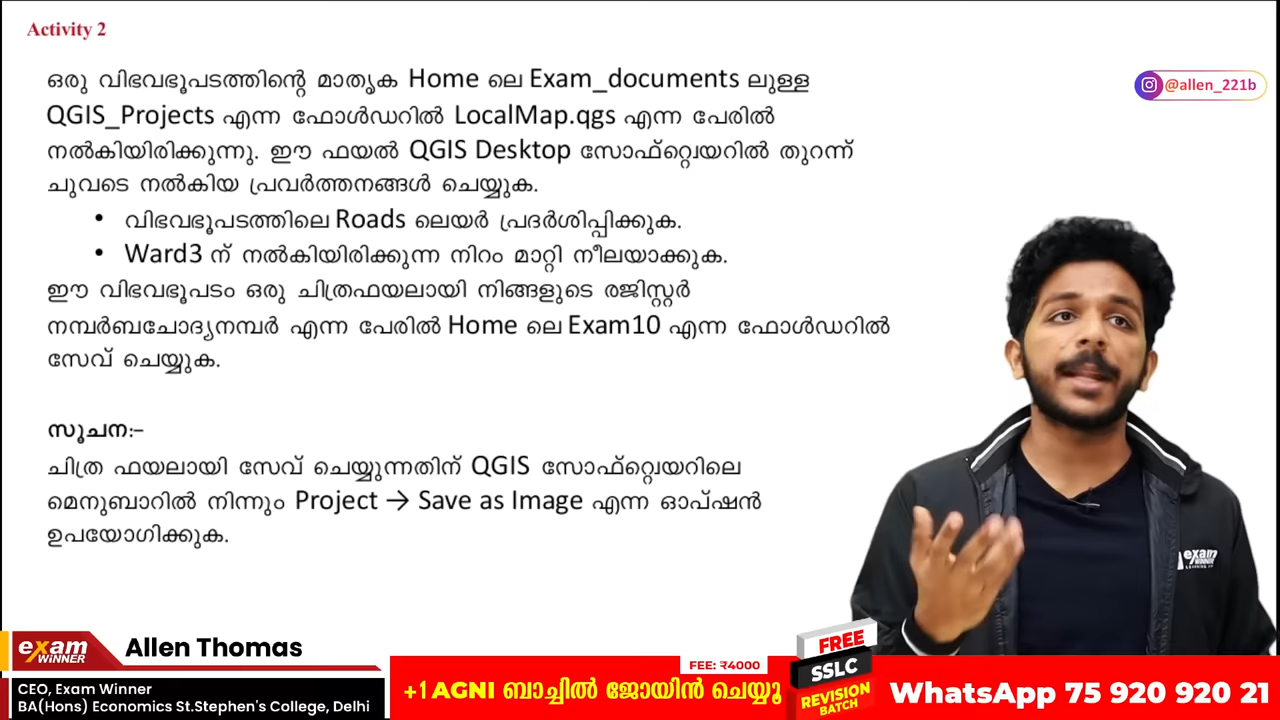 Activity 2
ഒരു വിഭവഭൂപടത്തിന്റെ മാതൃക Home ലെ Exam_documents ലുള്ള
QGIS_Projects എന്ന ഫോൾഡറിൽ LocalMap.qgs എന്ന പേരിൽ
നൽകിയിരിക്കുന്നു. ഈ ഫയൽ QGIS Desktop സോഫ്റ്റ്വെയറിൽ തുറന്ന്
ചുവടെ നൽകിയ പ്രവർത്തനങ്ങൾ ചെയ്യുക.
• വിഭവഭൂപടത്തിലെ Roads ലെയർ പ്രദർശിപ്പിക്കുക.
• Ward3 ന് നൽകിയിരിക്കുന്ന നിറം മാറ്റി നീലയാക്കുക.
ഈ വിഭവഭൂപടം ഒരു ചിത്രഫയലായി നിങ്ങളുടെ രജിസ്റ്റർ
നമ്പർബചോദ്യനമ്പർ എന്ന പേരിൽ Home ലെ Exam10 എന്ന ഫോൾഡറിൽ
സേവ് ചെയ്യുക.
സൂചന:-
ചിത്ര ഫയലായി സേവ് ചെയ്യുന്നതിന് QGIS സോഫ്റ്റ്വെയറിലെ
മെനുബാറിൽ നിന്നും Project → Save as Image എന്ന ഓപ്ഷൻ
ഉപയോഗിക്കുക.
@allen_221b
exam
WINNER
exam
WINNER
Allen Thomas
CEO, Exam Winner
BA(Hons) Economics St.Stephen's College, Delhi
FEE: ₹4000
+1 AGNI ബാച്ചിൽ ജോയിൻ ചെയ്യൂ
FREE
SSLC
REVISION
BATCH
WhatsApp 75 920 920 21